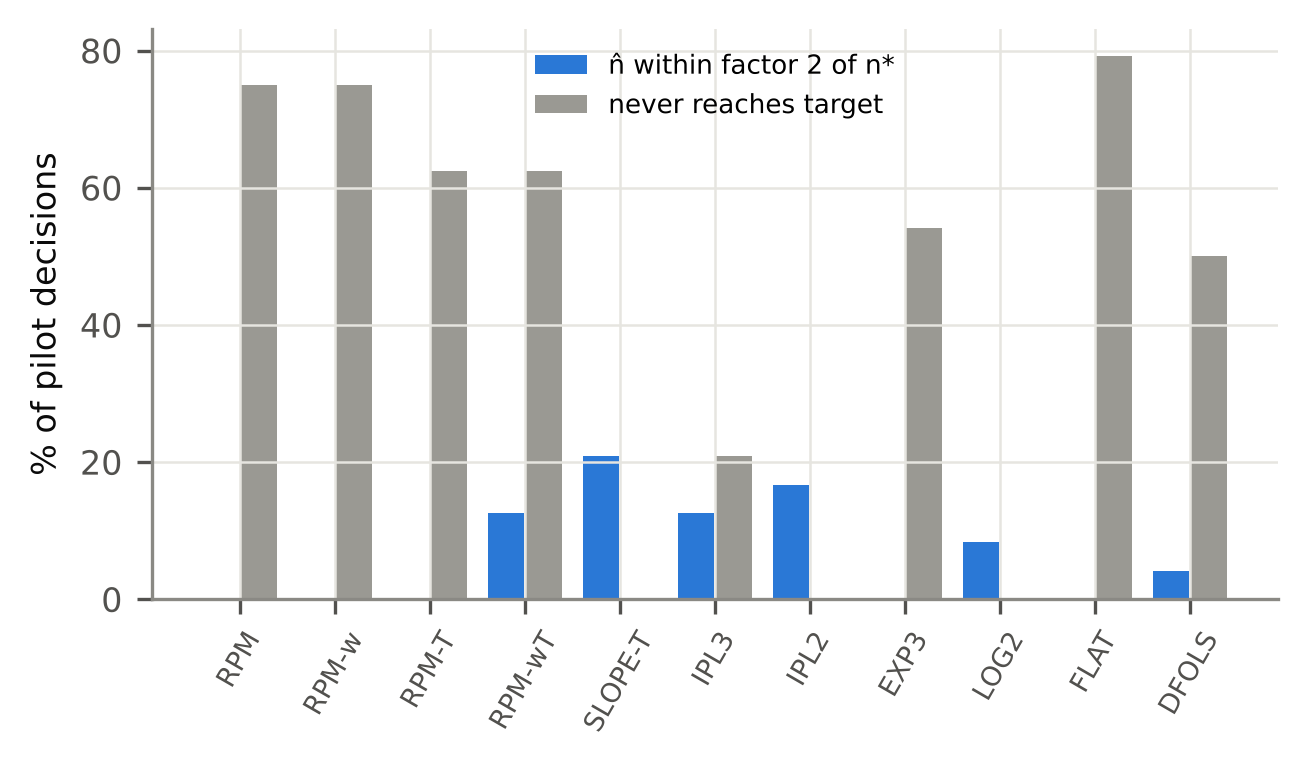 n̂ within factor 2 of n*
never reaches target
% of pilot decisions
80
60
40
20
0
RPM
RPM-w
RPM-T
RPM-wT
SLOPE-T
IPL3
IPL2
EXP3
LOG2
FLAT
DFOLS